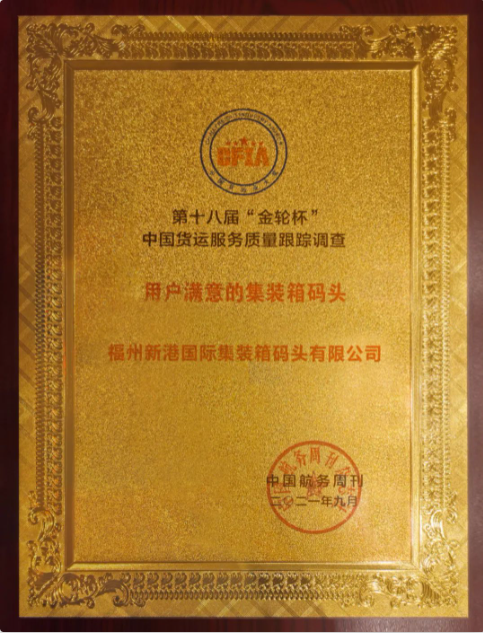 CFIA
第十八届“金轮杯”
中国货运服务质量跟踪调查
用户满意的集装箱码头
福州新港国际集装箱码头有限公司
中国航务周刊
二〇二一年九月